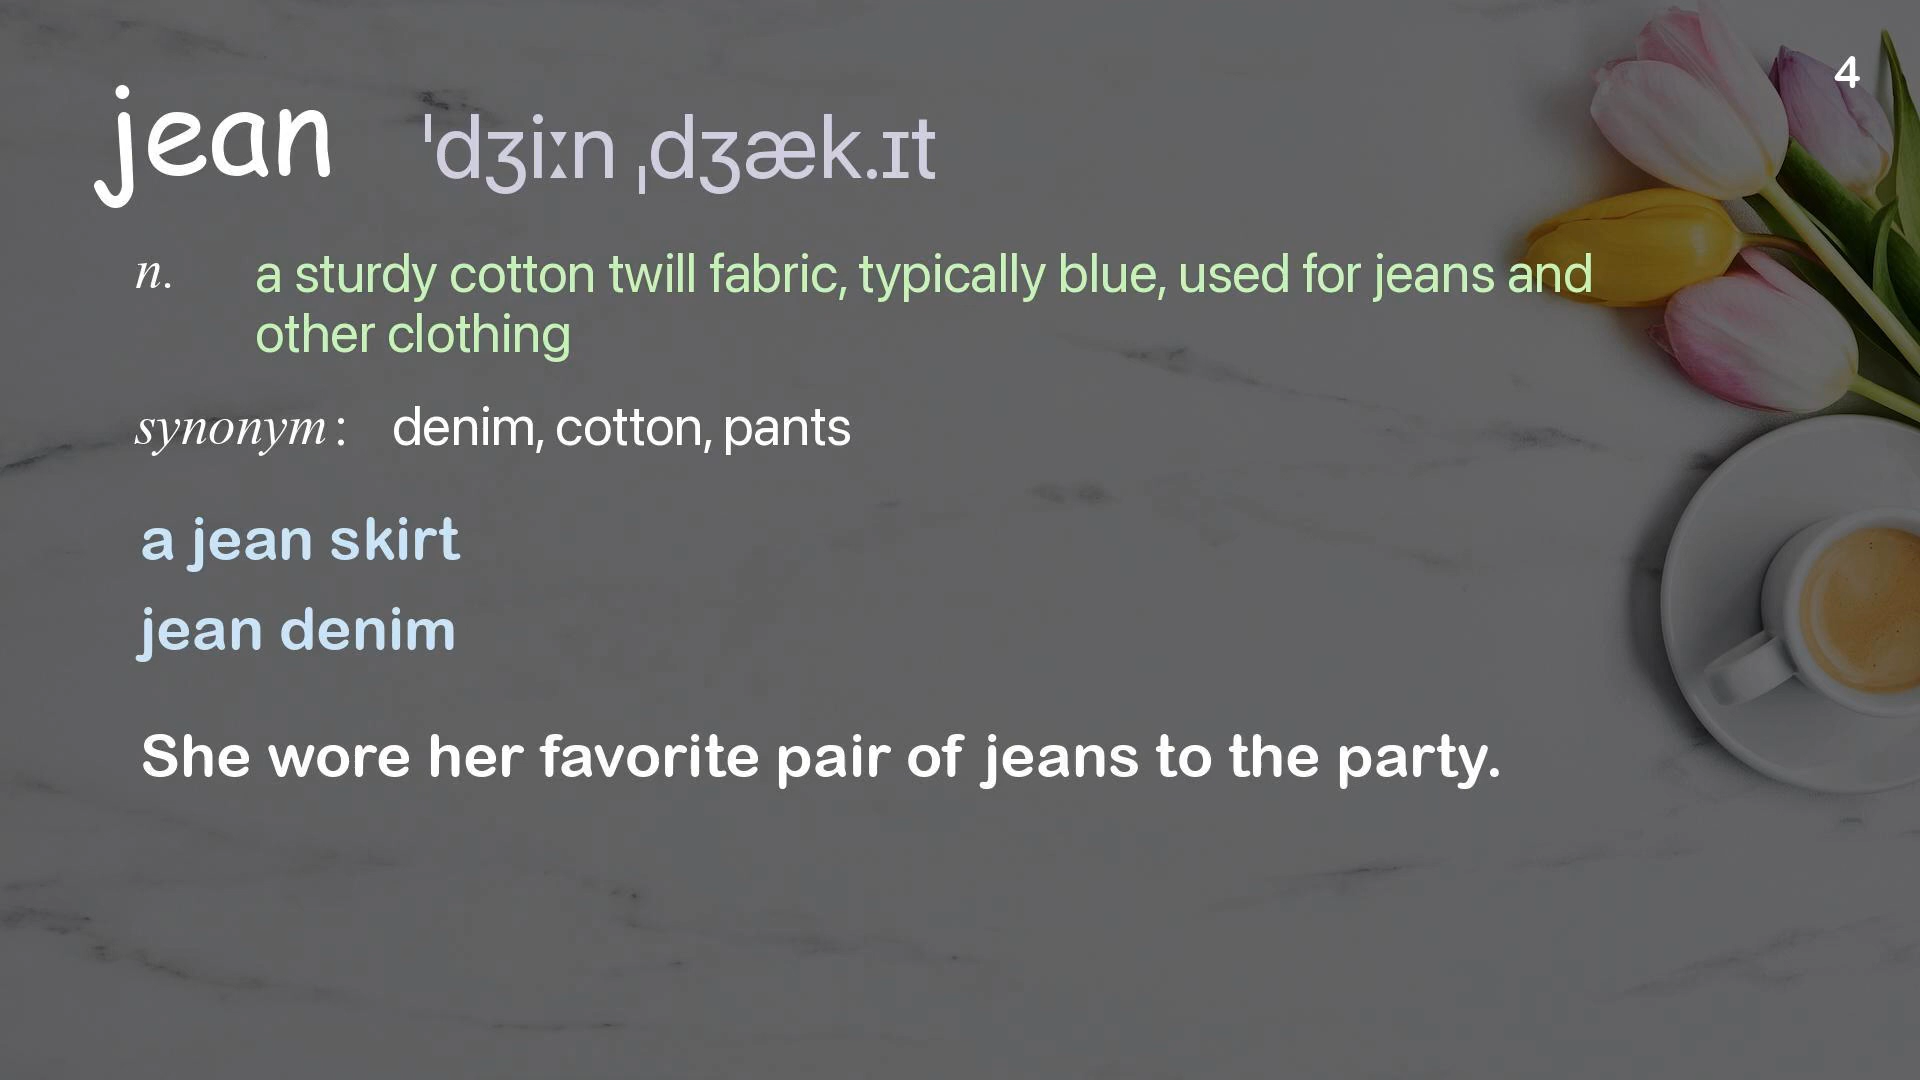 4
jean ˈdʒiːn ˌdʒæk.ɪt
n. a sturdy cotton twill fabric, typically blue, used for jeans and
other clothing
synonym: denim, cotton, pants
a jean skirt
jean denim
She wore her favorite pair of jeans to the party.